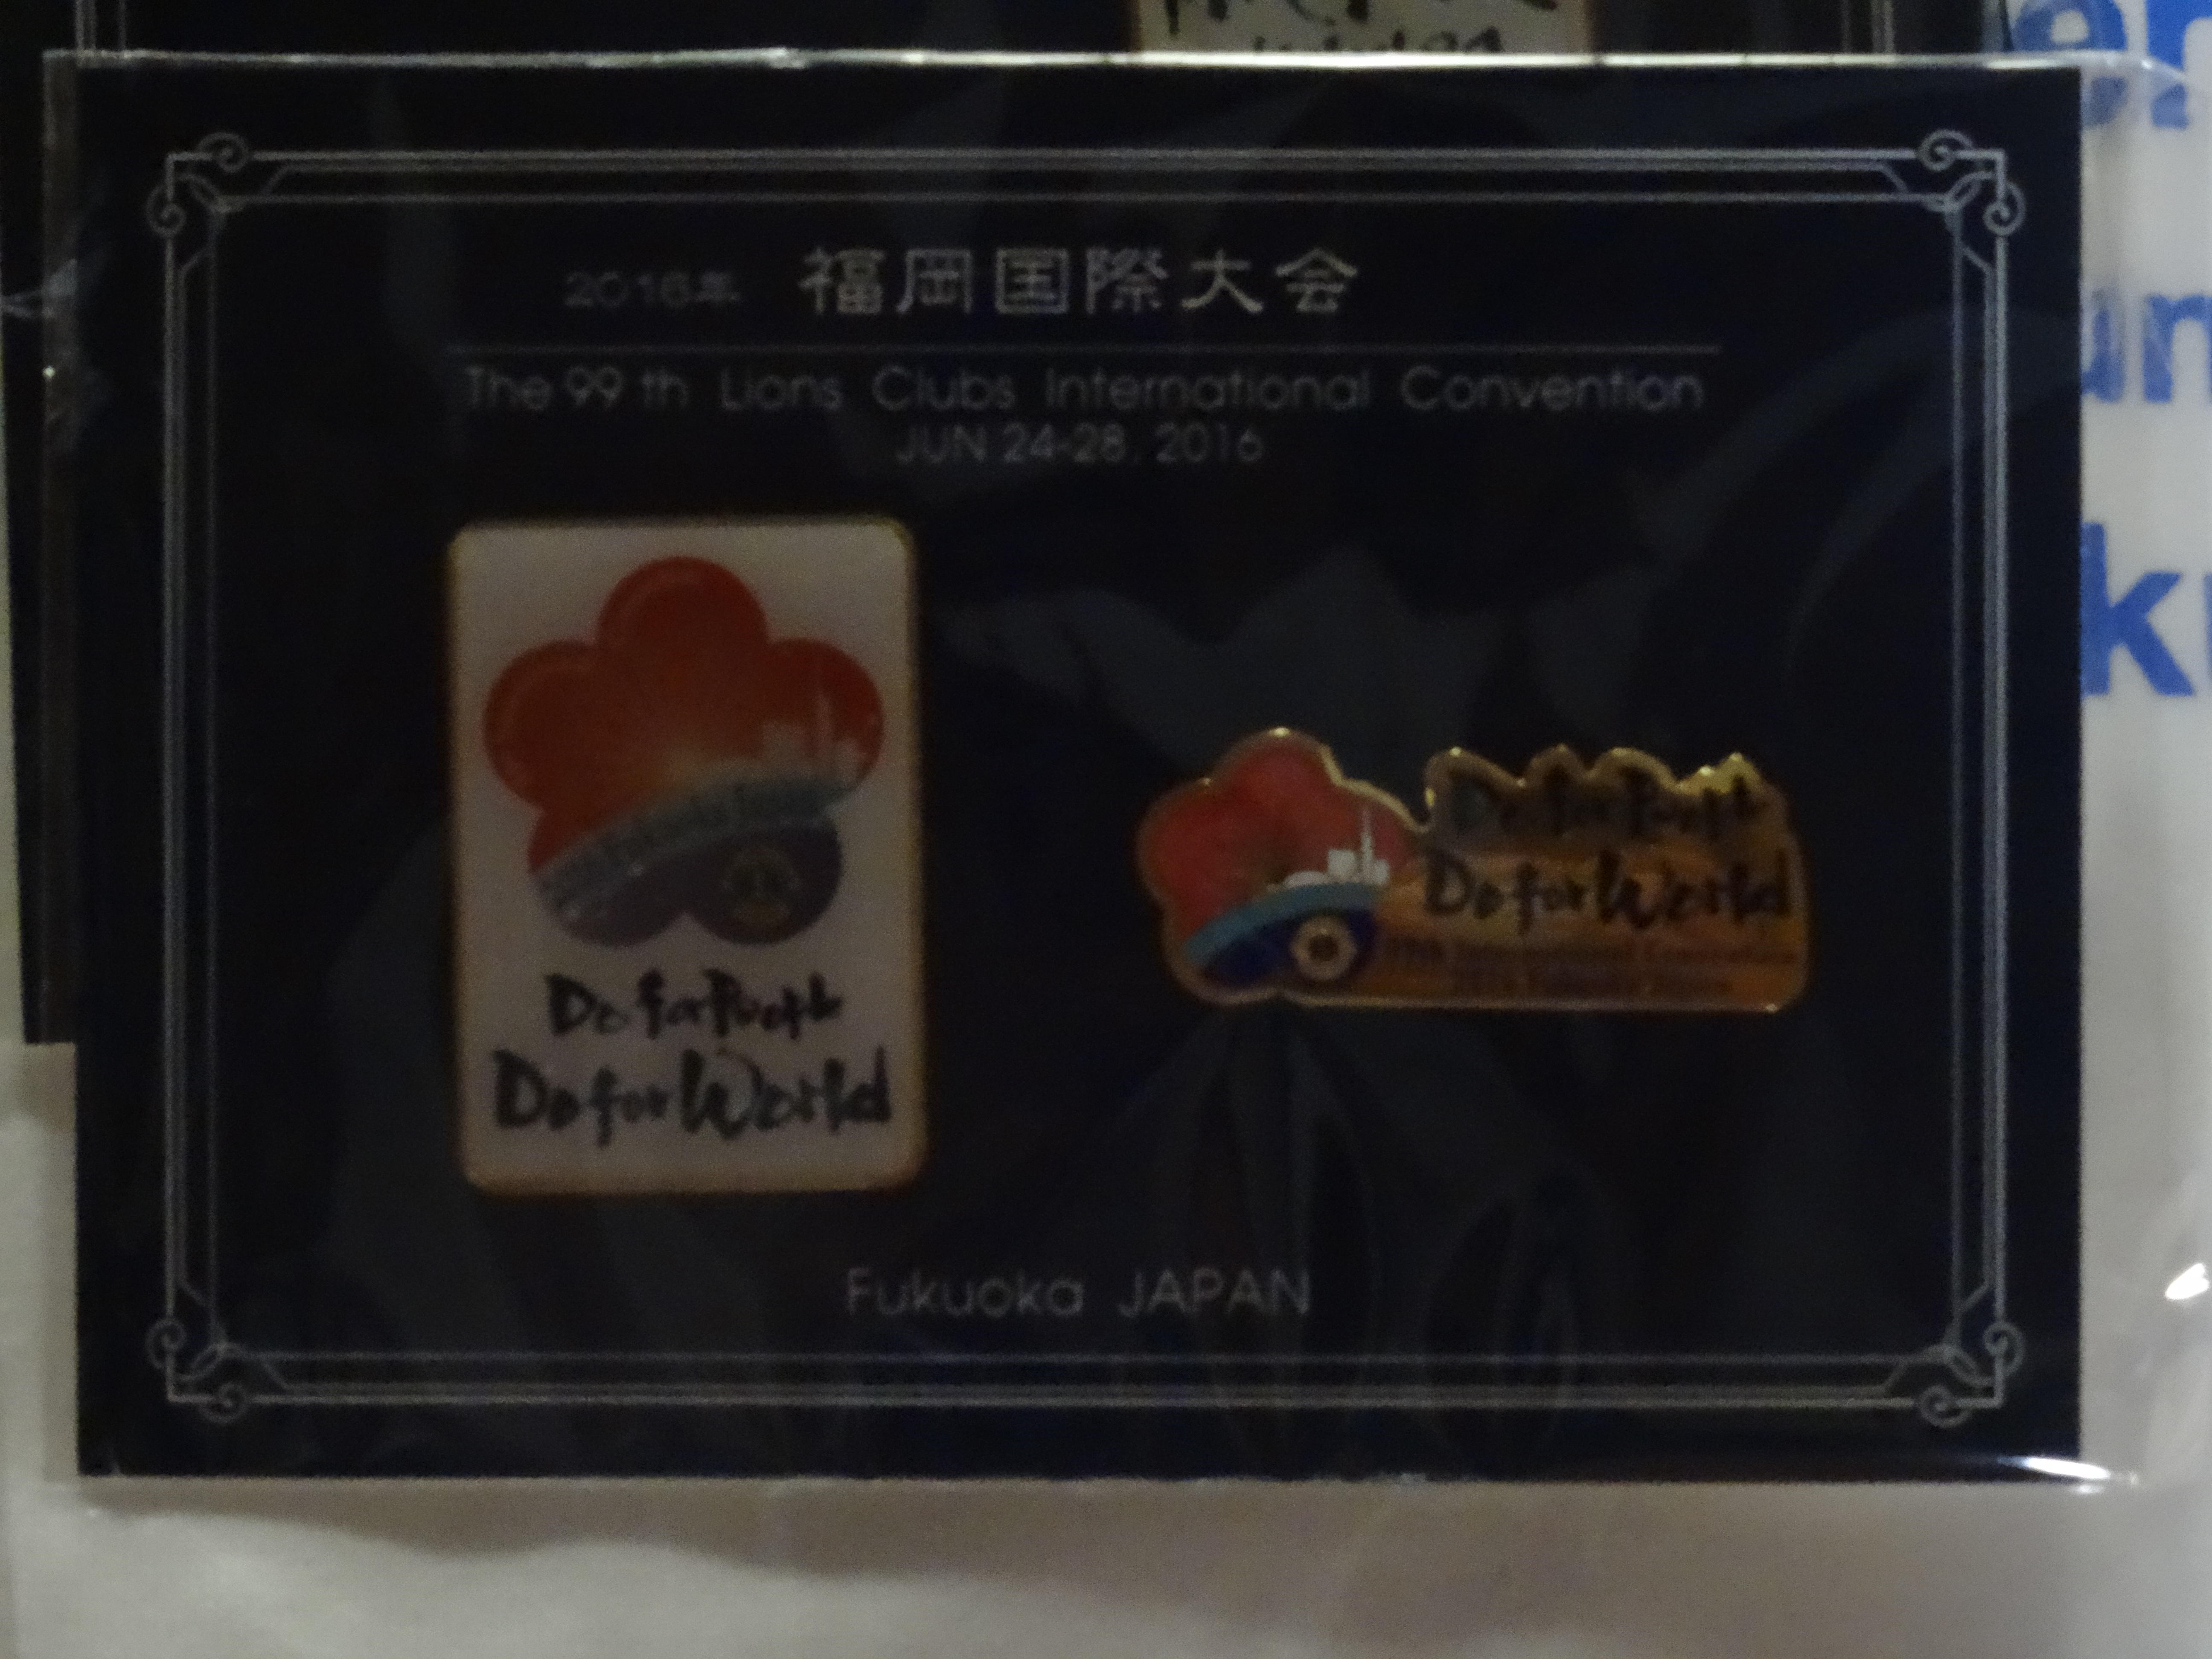 2016年 福岡国際大会
The 99 th Lions Clubs International Convention
JUN 24-28. 2016
Do for People
Do for World
Do for People
Do for World
Fukuoka JAPAN